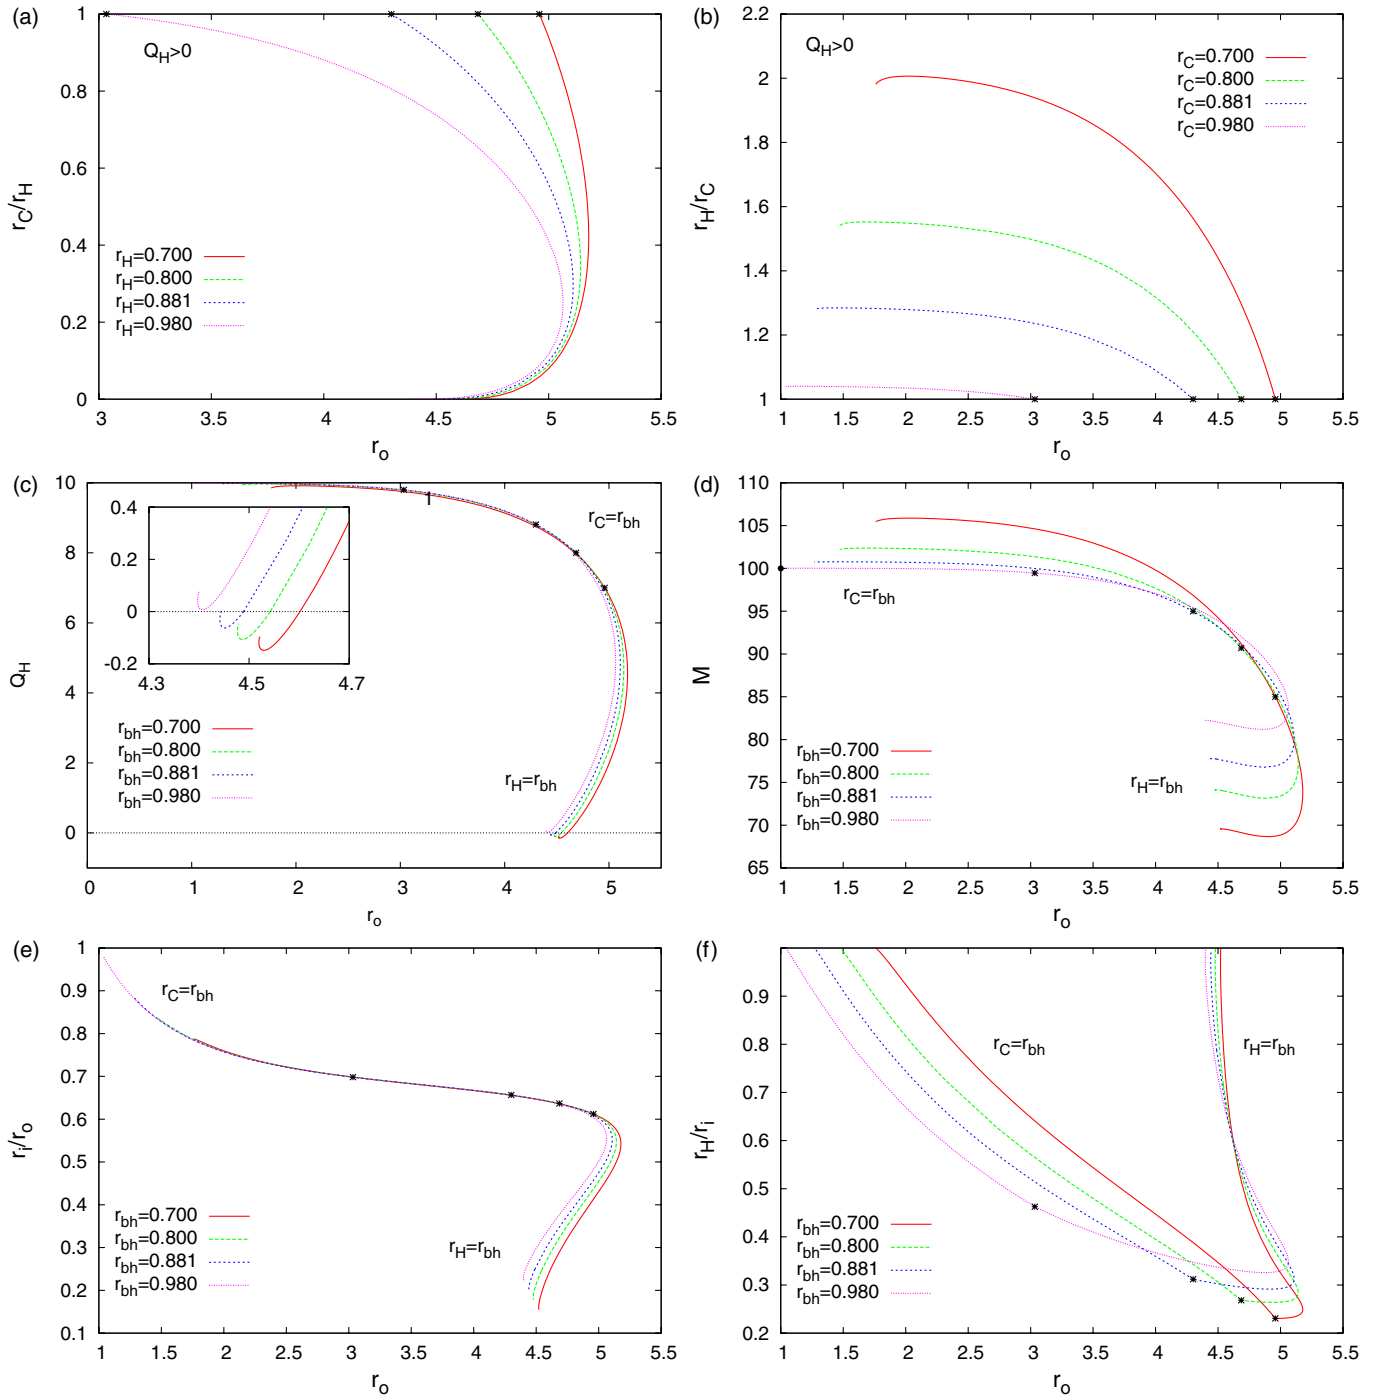 (a)
1
0.8
0.6
0.4
0.2
0
r_C/r_H
Q_H>0
r_H=0.700
r_H=0.800
r_H=0.881
r_H=0.980
3 3.5 4 4.5 5 5.5
r_o
(b)
2.2
2
1.8
1.6
1.4
1.2
1
r_H/r_C
Q_H>0
r_C=0.700
r_C=0.800
r_C=0.881
r_C=0.980
1 1.5 2 2.5 3 3.5 4 4.5 5 5.5
r_o
(c)
10
8
6
4
2
0
Q_H
0.4
0.2
0
-0.2
4.3 4.5 4.7
r_C=r_bh
r_H=r_bh
r_bh=0.700
r_bh=0.800
r_bh=0.881
r_bh=0.980
0 1 2 3 4 5
r_o
(d)
110
105
100
95
90
85
80
75
70
65
M
r_C=r_bh
r_H=r_bh
r_bh=0.700
r_bh=0.800
r_bh=0.881
r_bh=0.980
1 1.5 2 2.5 3 3.5 4 4.5 5 5.5
r_o
(e)
1
0.9
0.8
0.7
0.6
0.5
0.4
0.3
0.2
0.1
r_i/r_o
r_C=r_bh
r_H=r_bh
r_bh=0.700
r_bh=0.800
r_bh=0.881
r_bh=0.980
1 1.5 2 2.5 3 3.5 4 4.5 5 5.5
r_o
(f)
0.9
0.8
0.7
0.6
0.5
0.4
0.3
0.2
r_H/r_i
r_C=r_bh
r_H=r_bh
r_bh=0.700
r_bh=0.800
r_bh=0.881
r_bh=0.980
1 1.5 2 2.5 3 3.5 4 4.5 5 5.5
r_o